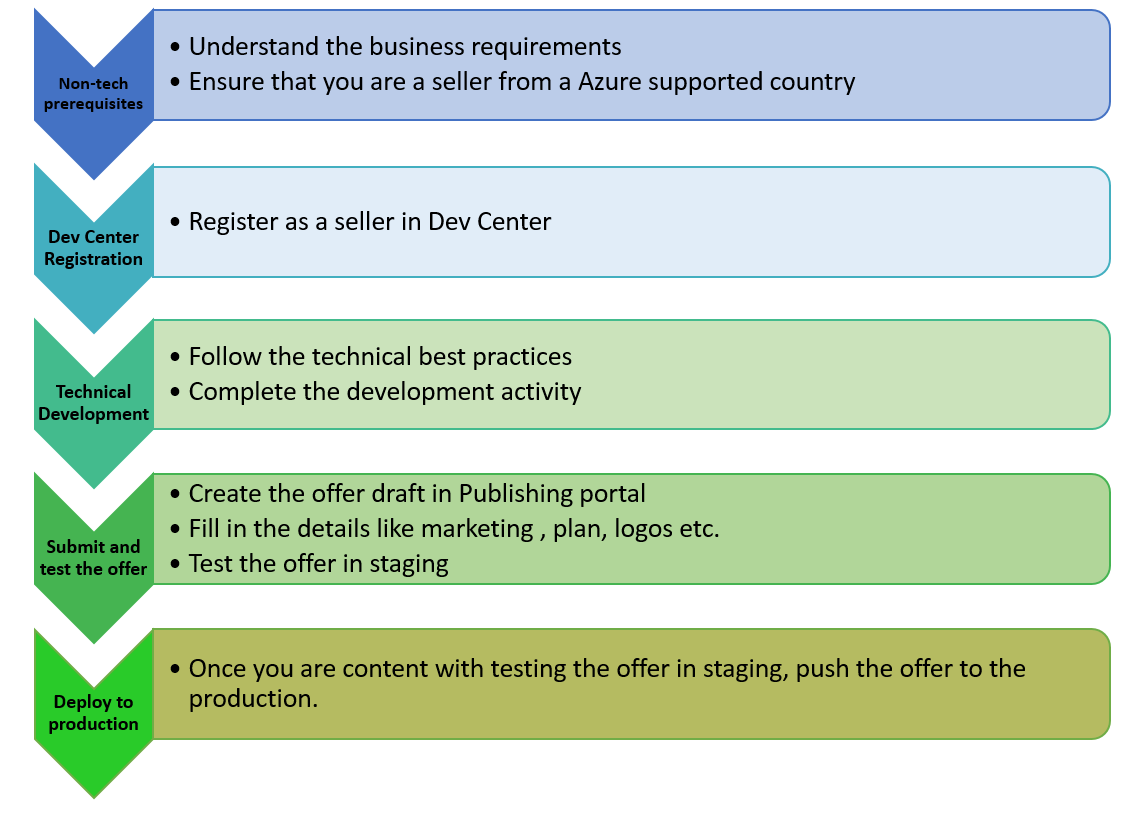 Non-tech
prerequisites
• Understand the business requirements
• Ensure that you are a seller from a Azure supported country
Dev Center
Registration
• Register as a seller in Dev Center
Technical
Development
• Follow the technical best practices
• Complete the development activity
Submit and
test the offer
• Create the offer draft in Publishing portal
• Fill in the details like marketing , plan, logos etc.
• Test the offer in staging
Deploy to
production
• Once you are content with testing the offer in staging, push the offer to the
production.